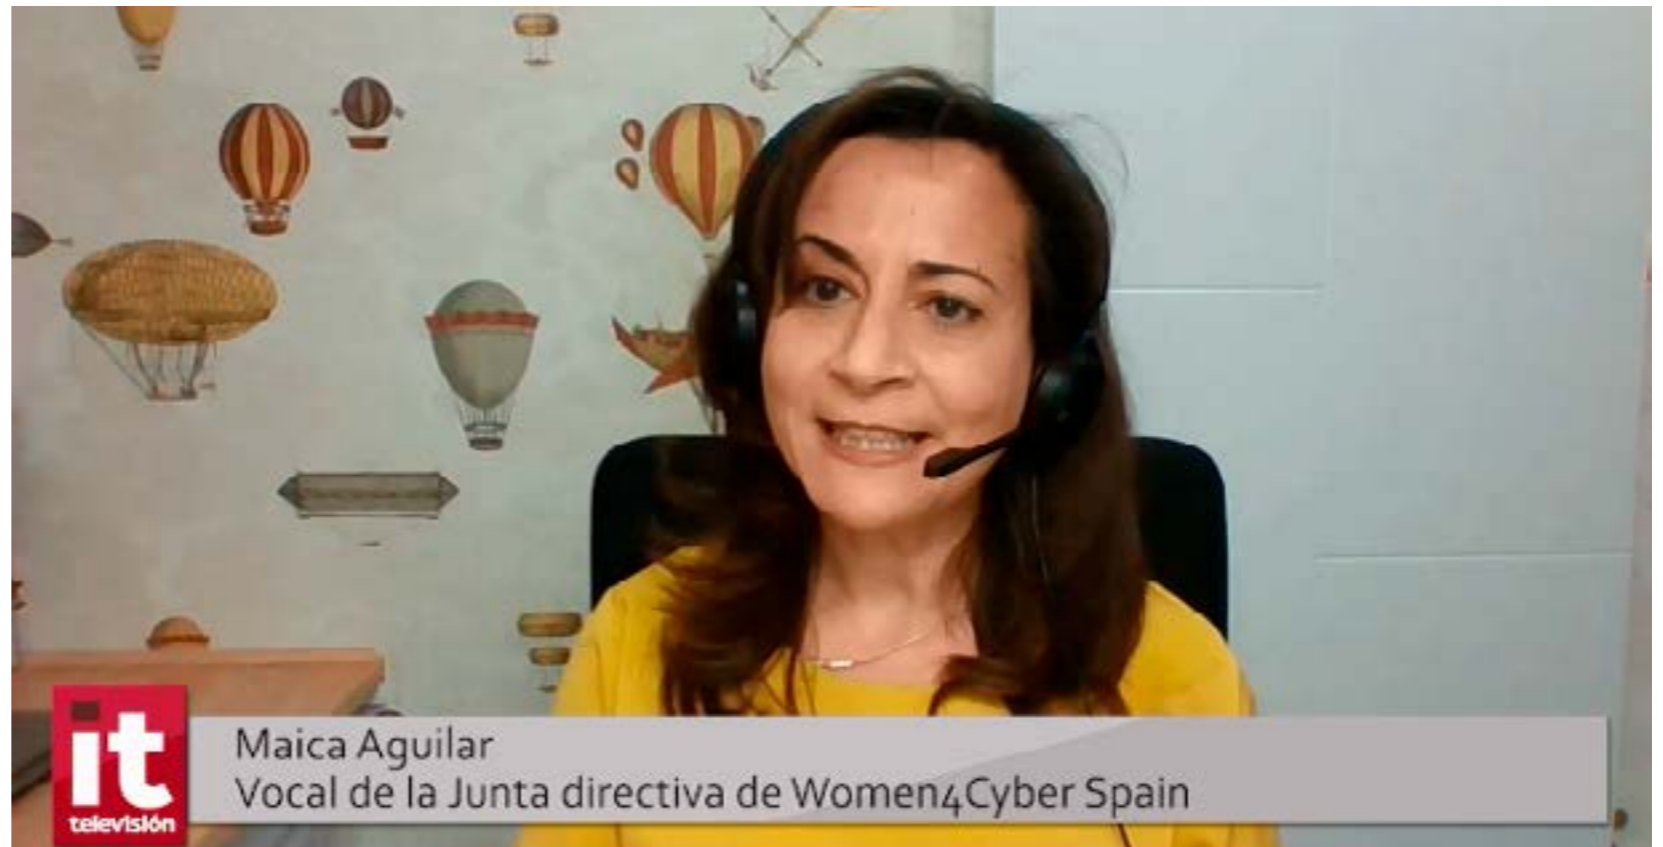 Maica Aguilar
Vocal de la Junta directiva de Women4Cyber Spain
it
televisión